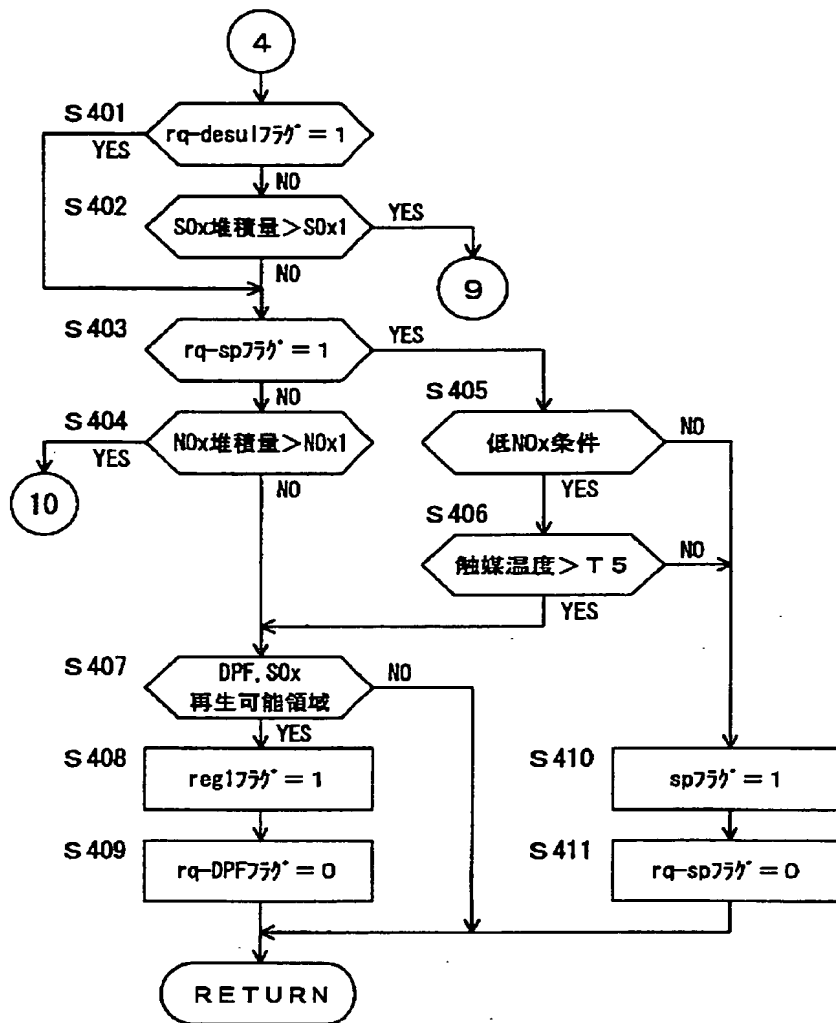 4
S401
rq-desulﾌﾗｸﾞ = 1
YES
NO
S402
SOx堆積量＞SOx1
YES
NO
9
S403
rq-spﾌﾗｸﾞ = 1
YES
NO
S404
NOx堆積量＞NOx1
YES
NO
10
S405
低NOx条件
NO
YES
S406
触媒温度＞T5
NO
YES
S407
DPF, SOx
再生可能領域
NO
YES
S408
reg1ﾌﾗｸﾞ = 1
S409
rq-DPFﾌﾗｸﾞ = 0
S410
spﾌﾗｸﾞ = 1
S411
rq-spﾌﾗｸﾞ = 0
RETURN